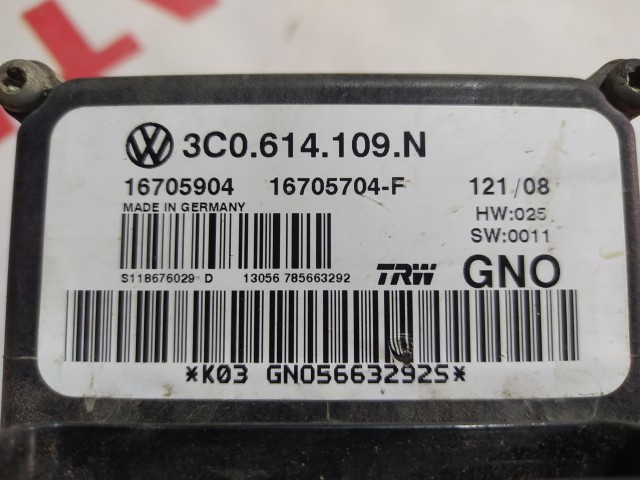 3C0.614.109.N
16705904 16705704-F 121/08
MADE IN GERMANY HW:025
SW:0011
S118676029 D 13056 785663292 TRW GNO
*K03 GNO5663292S*